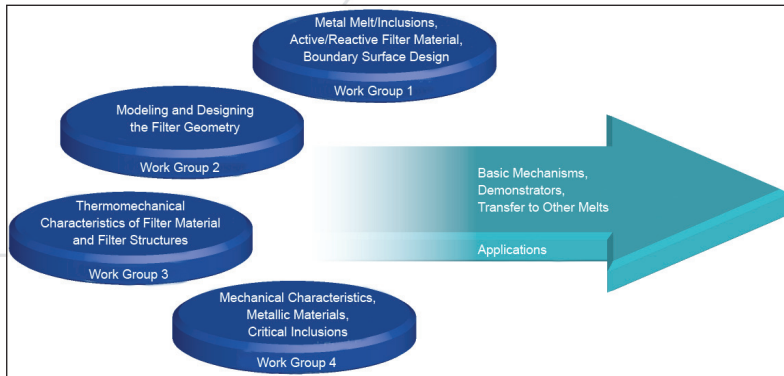 Metal Melt/Inclusions,
Active/Reactive Filter Material,
Boundary Surface Design
Work Group 1
Modeling and Designing
the Filter Geometry
Work Group 2
Thermomechanical
Characteristics of Filter Material
and Filter Structures
Work Group 3
Mechanical Characteristics,
Metallic Materials,
Critical Inclusions
Work Group 4
Basic Mechanisms,
Demonstrators,
Transfer to Other Melts
Applications